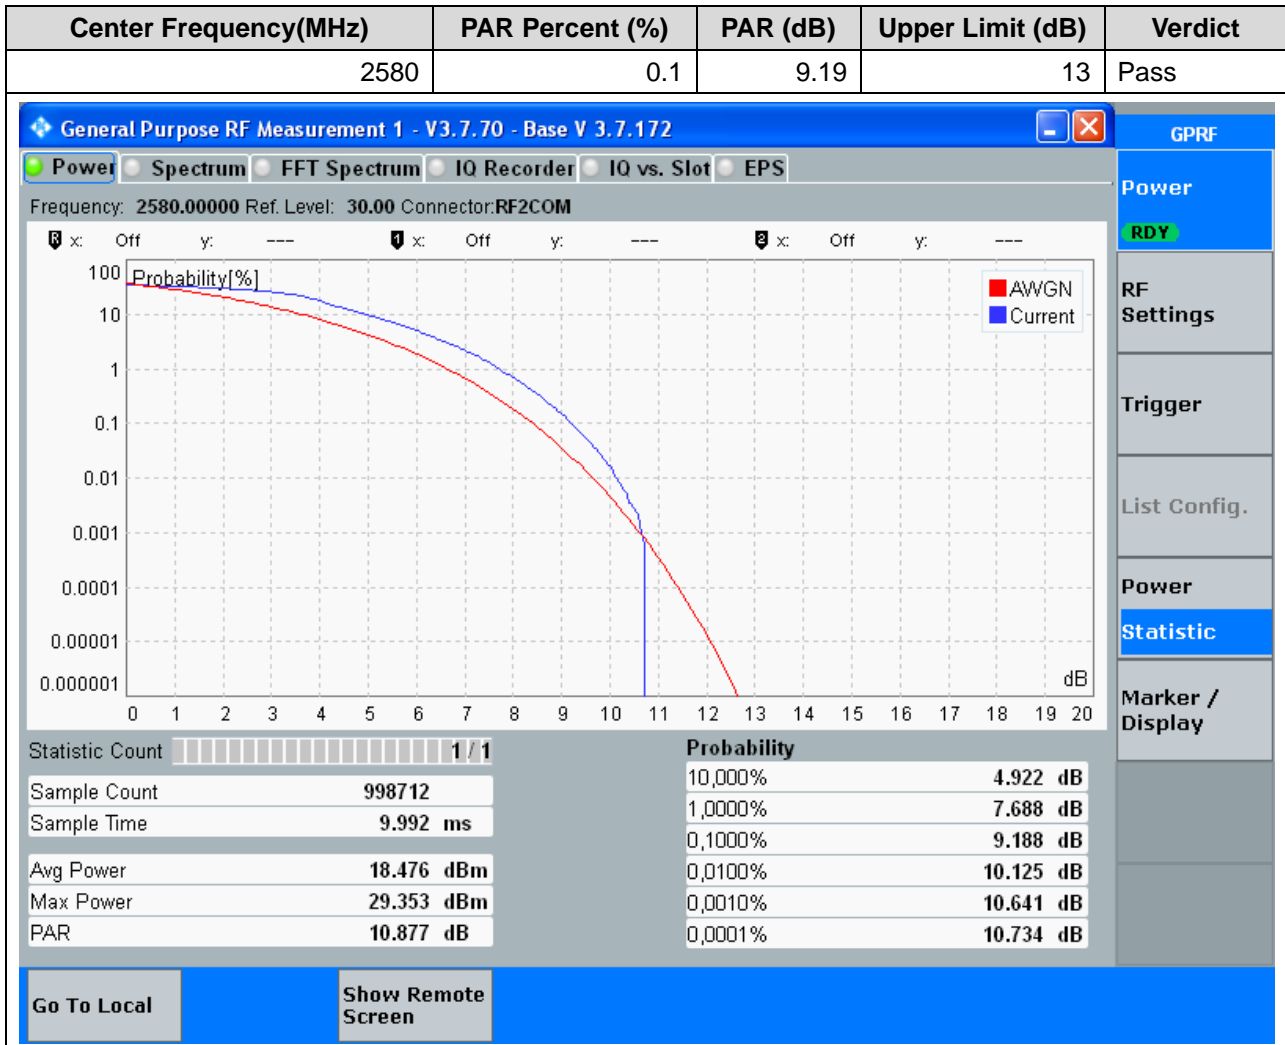 Center Frequency(MHz) PAR Percent (%) PAR (dB) Upper Limit (dB) Verdict
2580 0.1 9.19 13 Pass
General Purpose RF Measurement 1 - V3.7.70 - Base V 3.7.172
GPRF
Power Spectrum FFT Spectrum IQ Recorder IQ vs. Slot EPS
Frequency: 2580.00000 Ref. Level: 30.00 Connector:RF2COM
R x: Off y: --- 1 x: Off y: --- 2 x: Off y: ---
Probability[%]
AWGN
Current
100
10
1
0.1
0.01
0.001
0.0001
0.00001
0.000001
dB
0 1 2 3 4 5 6 7 8 9 10 11 12 13 14 15 16 17 18 19 20
Statistic Count 1 / 1
Sample Count 998712
Sample Time 9.992 ms
Avg Power 18.476 dBm
Max Power 29.353 dBm
PAR 10.877 dB
Probability
10,000% 4.922 dB
1,0000% 7.688 dB
0,1000% 9.188 dB
0,0100% 10.125 dB
0,0010% 10.641 dB
0,0001% 10.734 dB
Power
RDY
RF
Settings
Trigger
List Config.
Power
Statistic
Marker /
Display
Go To Local
Show Remote
Screen